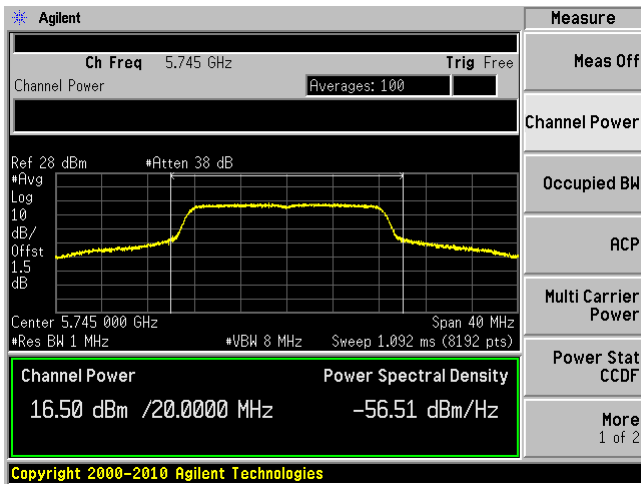 Agilent
Measure
Ch Freq 5.745 GHz Trig Free
Channel Power Averages: 100
Meas Off
Channel Power
Occupied BW
ACP
Multi Carrier
Power
Power Stat
CCDF
More
1 of 2
Ref 28 dBm #Atten 38 dB
#Avg
Log
10
dB/
Offst
1.5
dB
Center 5.745 000 GHz Span 40 MHz
#Res BW 1 MHz #VBW 8 MHz Sweep 1.092 ms (8192 pts)
Channel Power Power Spectral Density
16.50 dBm /20.0000 MHz -56.51 dBm/Hz
Copyright 2000-2010 Agilent Technologies